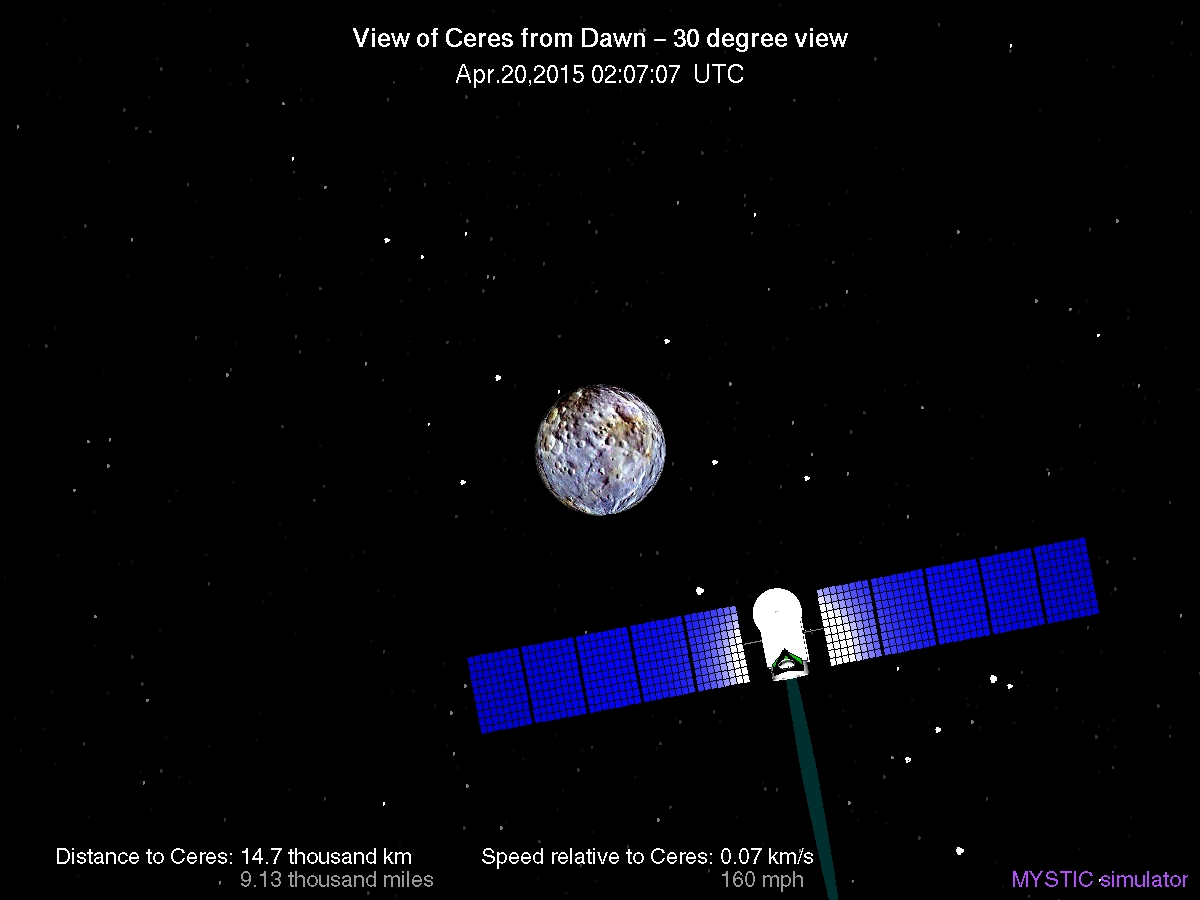 View of Ceres from Dawn – 30 degree view
Apr.20,2015 02:07:07 UTC
Distance to Ceres: 14.7 thousand km
9.13 thousand miles
Speed relative to Ceres: 0.07 km/s
160 mph
MYSTIC simulator